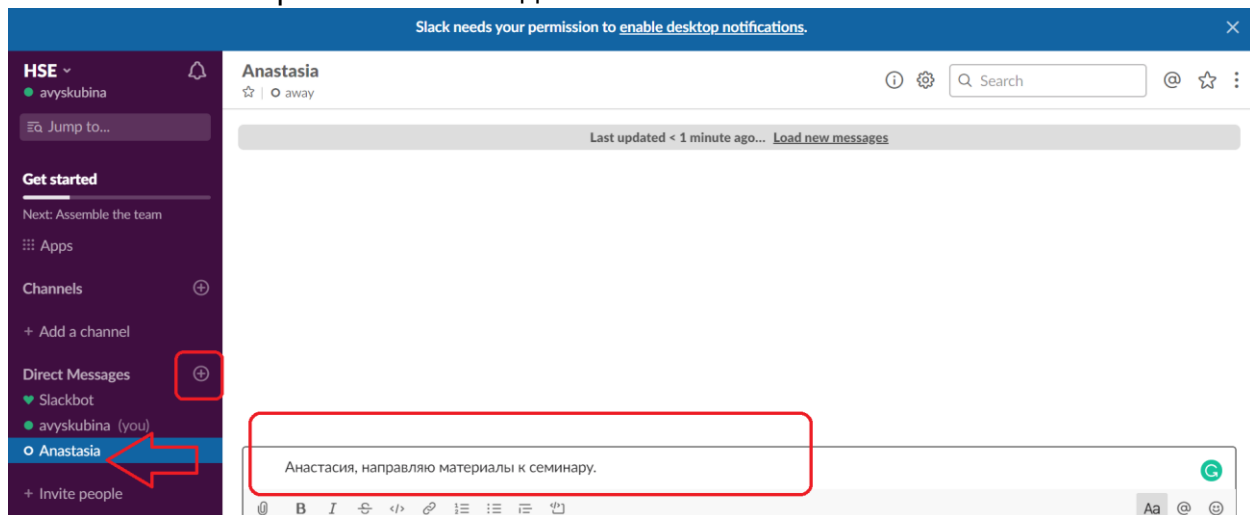 Slack needs your permission to enable desktop notifications.
HSE
avyskubina
Jump to...
Get started
Next: Assemble the team
Apps
Channels
+ Add a channel
Direct Messages
Slackbot
avyskubina (you)
Anastasia
+ Invite people
Anastasia
away
Search
Last updated < 1 minute ago... Load new messages
Анастасия, направляю материалы к семинару.
B I S </>
Aa @